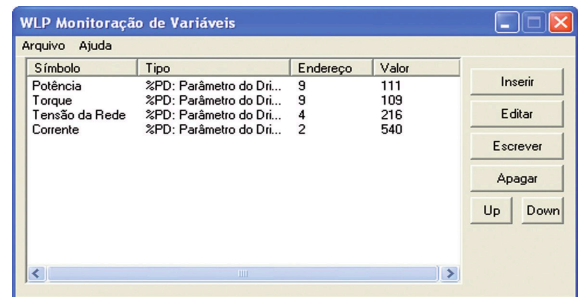 WLP Monitoração de Variáveis
Arquivo Ajuda
Símbolo Tipo Endereço Valor
Potência %PD: Parâmetro do Dri... 9 111
Torque %PD: Parâmetro do Dri... 9 109
Tensão da Rede %PD: Parâmetro do Dri... 4 216
Corrente %PD: Parâmetro do Dri... 2 540
Inserir
Editar
Escrever
Apagar
Up Down